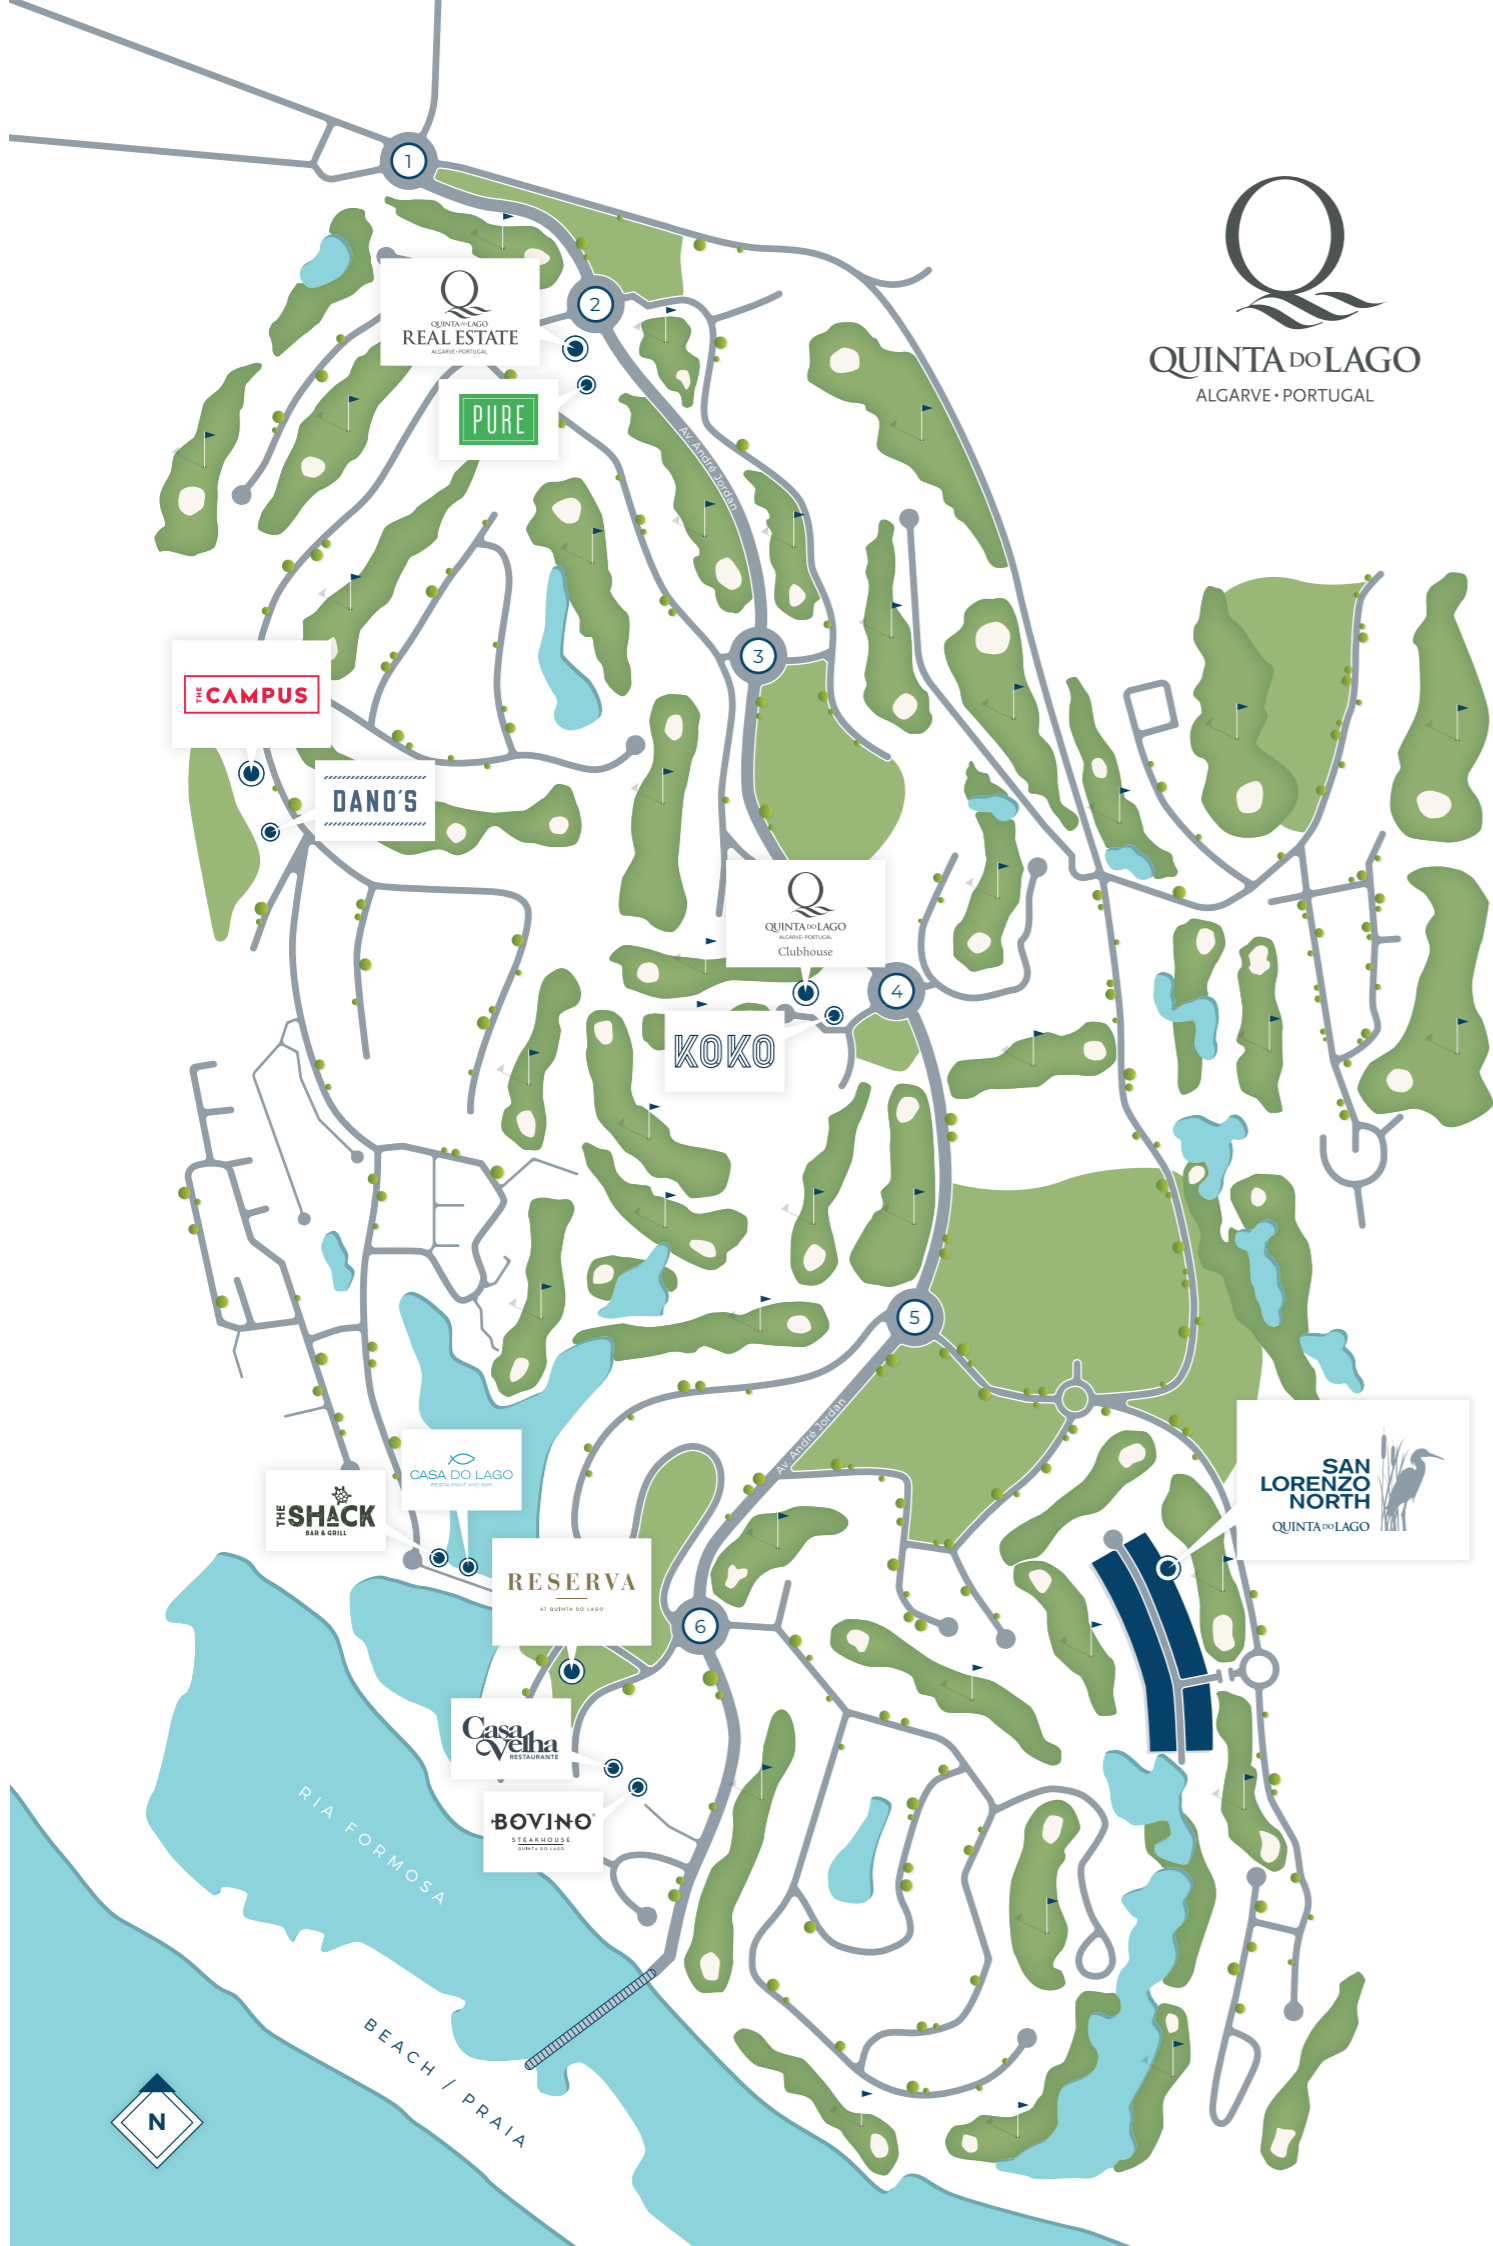 1
QUINTA DO LAGO
ALGARVE • PORTUGAL
2
QUINTA DO LAGO
REAL ESTATE
ALGARVE • PORTUGAL
PURE
Av. André Jordan
3
THE CAMPUS
DANO'S
QUINTA DO LAGO
ALGARVE • PORTUGAL
Clubhouse
4
KOKO
5
Av. André Jordan
CASA DO LAGO
RESTAURANT AND BAR
THE SHACK
BAR & GRILL
SAN
LORENZO
NORTH
QUINTA DO LAGO
RESERVA
AT QUINTA DO LAGO
6
Casa
Velha
RESTAURANTE
BOVINO
STEAKHOUSE
QUINTA DO LAGO
RIA FORMOSA
BEACH / PRAIA
N